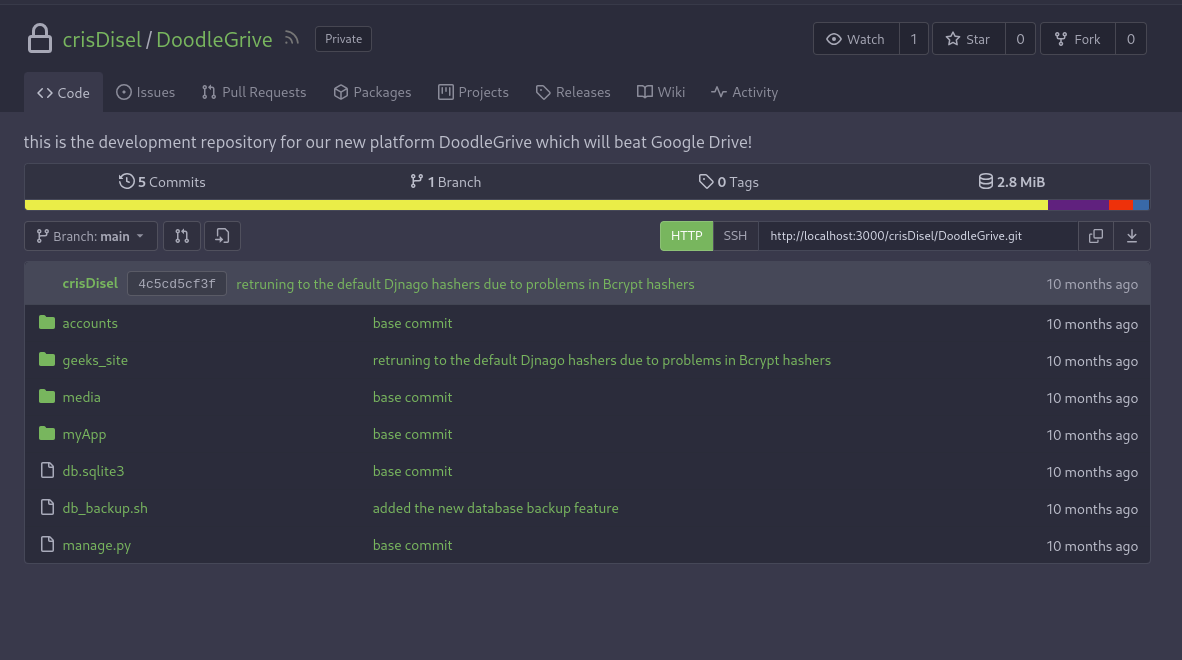 crisDisel / DoodleGrive Private Watch 1 Star 0 Fork 0
Code Issues Pull Requests Packages Projects Releases Wiki Activity
this is the development repository for our new platform DoodleGrive which will beat Google Drive!
5 Commits 1 Branch 0 Tags 2.8 MiB
Branch: main HTTP SSH http://localhost:3000/crisDisel/DoodleGrive.git
crisDisel 4c5cd5cf3f retruning to the default Djnago hashers due to problems in Bcrypt hashers 10 months ago
accounts base commit 10 months ago
geeks_site retruning to the default Djnago hashers due to problems in Bcrypt hashers 10 months ago
media base commit 10 months ago
myApp base commit 10 months ago
db.sqlite3 base commit 10 months ago
db_backup.sh added the new database backup feature 10 months ago
manage.py base commit 10 months ago